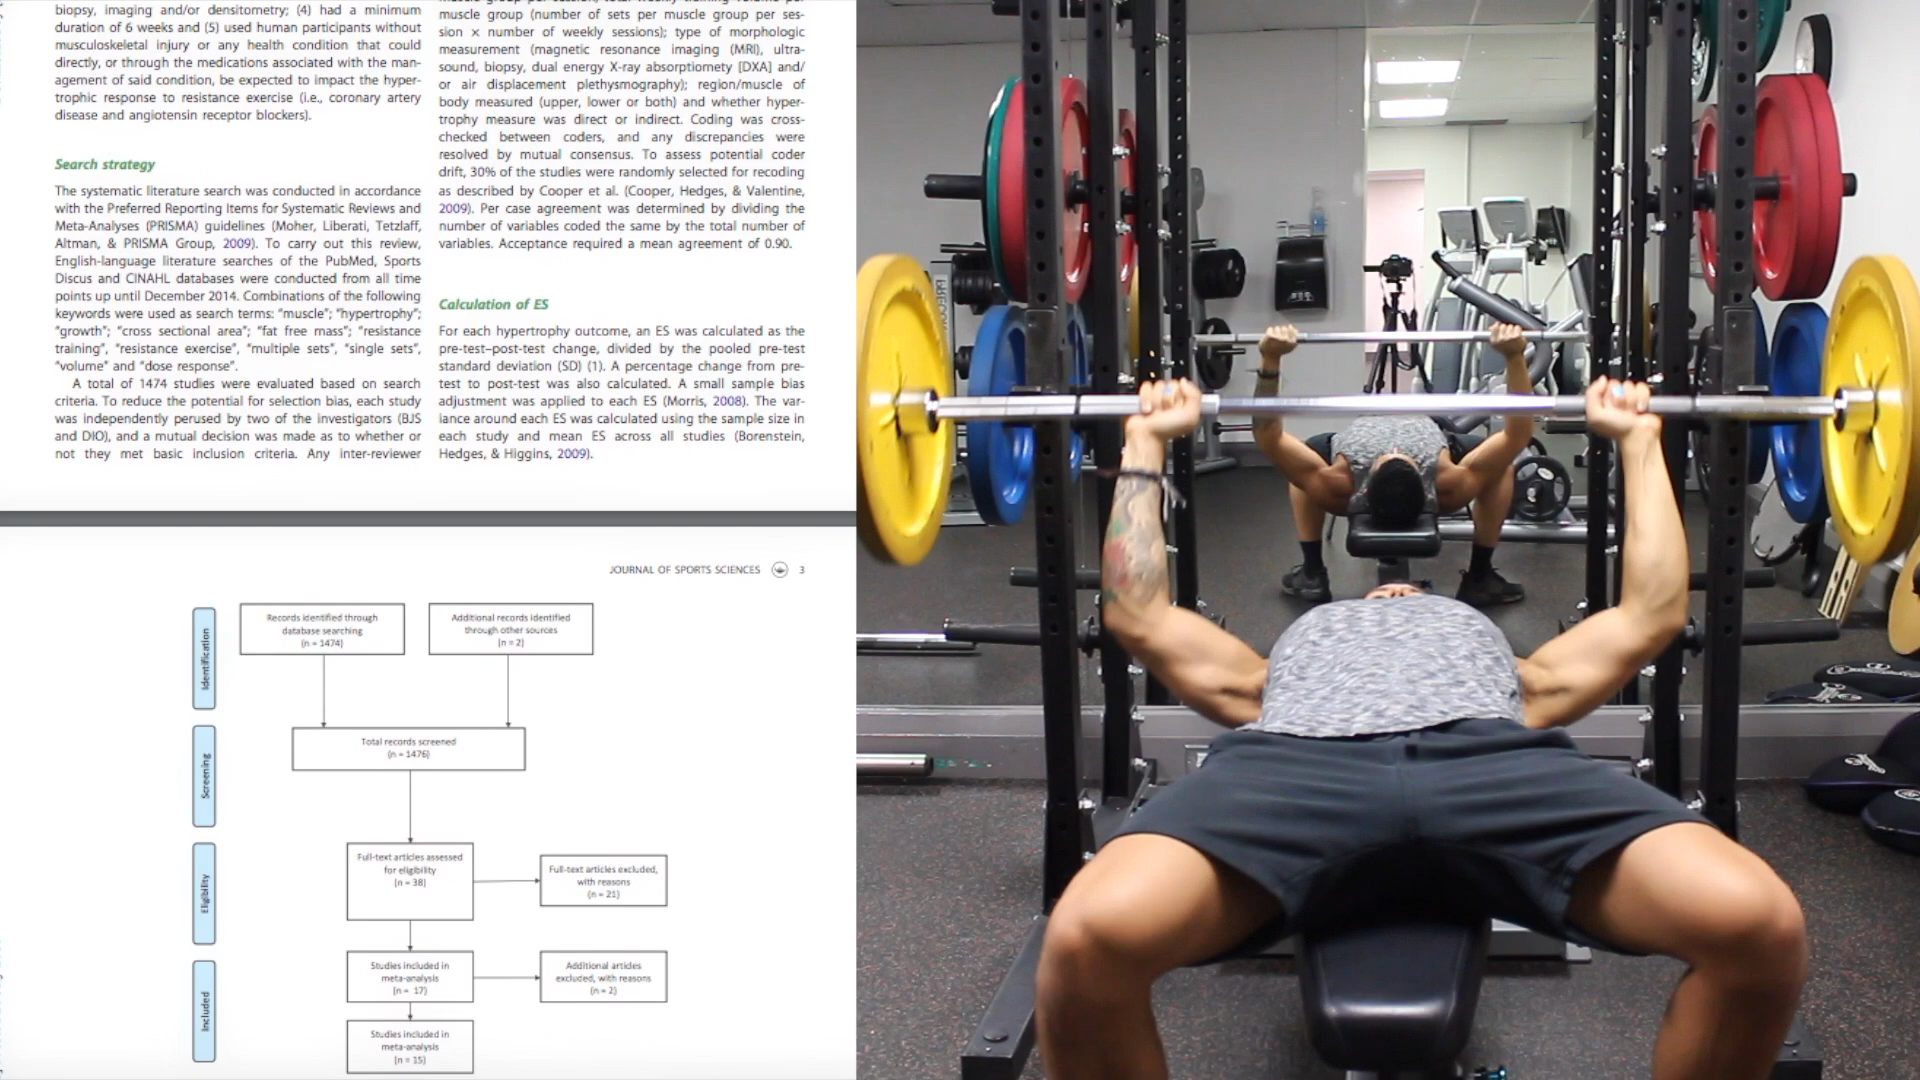 biopsy, imaging and/or densitometry; (4) had a minimum
duration of 6 weeks and (5) used human participants without
musculoskeletal injury or any health condition that could
directly, or through the medications associated with the man-
agement of said condition, be expected to impact the hyper-
trophic response to resistance exercise (i.e., coronary artery
disease and angiotensin receptor blockers).
Search strategy
The systematic literature search was conducted in accordance
with the Preferred Reporting Items for Systematic Reviews and
Meta-Analyses (PRISMA) guidelines (Moher, Liberati, Tetzlaff,
Altman, & PRISMA Group, 2009). To carry out this review,
English-language literature searches of the PubMed, Sports
Discus and CINAHL databases were conducted from all time
points up until December 2014. Combinations of the following
keywords were used as search terms: “muscle”; “hypertrophy”;
“growth”; “cross sectional area”; “fat free mass”; “resistance
training”, “resistance exercise”, “multiple sets”, “single sets”,
“volume” and “dose response”.
A total of 1474 studies were evaluated based on search
criteria. To reduce the potential for selection bias, each study
was independently perused by two of the investigators (BJS
and DIO), and a mutual decision was made as to whether or
not they met basic inclusion criteria. Any inter-reviewer
muscle group per session; total weekly training volume per
muscle group (number of sets per muscle group per ses-
sion × number of weekly sessions); type of morphologic
measurement (magnetic resonance imaging (MRI), ultra-
sound, biopsy, dual energy X-ray absorptiomety [DXA] and/
or air displacement plethysmography); region/muscle of
body measured (upper, lower or both) and whether hyper-
trophy measure was direct or indirect. Coding was cross-
checked between coders, and any discrepancies were
resolved by mutual consensus. To assess potential coder
drift, 30% of the studies were randomly selected for recoding
as described by Cooper et al. (Cooper, Hedges, & Valentine,
2009). Per case agreement was determined by dividing the
number of variables coded the same by the total number of
variables. Acceptance required a mean agreement of 0.90.
Calculation of ES
For each hypertrophy outcome, an ES was calculated as the
pre-test–post-test change, divided by the pooled pre-test
standard deviation (SD) (1). A percentage change from pre-
test to post-test was also calculated. A small sample bias
adjustment was applied to each ES (Morris, 2008). The var-
iance around each ES was calculated using the sample size in
each study and mean ES across all studies (Borenstein,
Hedges, & Higgins, 2009).
JOURNAL OF SPORTS SCIENCES 3
Identification
Records identified through
database searching
(n = 1474)
Additional records identified
through other sources
(n = 2)
Screening
Total records screened
(n = 1476)
Eligibility
Full-text articles assessed
for eligibility
(n = 38)
Full-text articles excluded,
with reasons
(n = 21)
Included
Studies included in
meta-analysis
(n = 17)
Additional articles
excluded, with reasons
(n = 2)
Studies included in
meta-analysis
(n = 15)